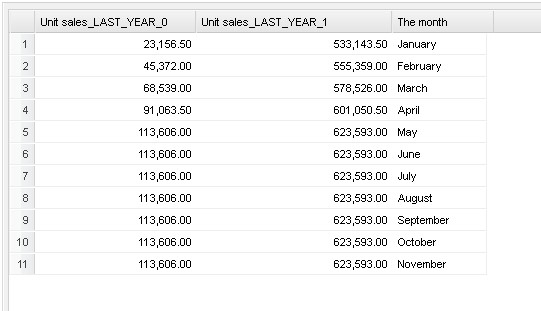 Unit sales_LAST_YEAR_0 Unit sales_LAST_YEAR_1 The month
1 23,156.50 533,143.50 January
2 45,372.00 555,359.00 February
3 68,539.00 578,526.00 March
4 91,063.50 601,050.50 April
5 113,606.00 623,593.00 May
6 113,606.00 623,593.00 June
7 113,606.00 623,593.00 July
8 113,606.00 623,593.00 August
9 113,606.00 623,593.00 September
10 113,606.00 623,593.00 October
11 113,606.00 623,593.00 November